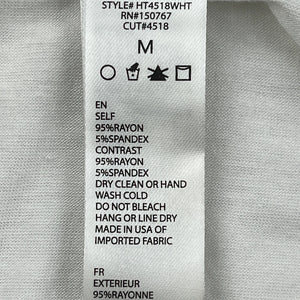 STYLE# HT4518WHT
RN#150767
CUT#4518
M
EN
SELF
95%RAYON
5%SPANDEX
CONTRAST
95%RAYON
5%SPANDEX
DRY CLEAN OR HAND
WASH COLD
DO NOT BLEACH
HANG OR LINE DRY
MADE IN USA OF
IMPORTED FABRIC
FR
EXTERIEUR
95%RAYONNE